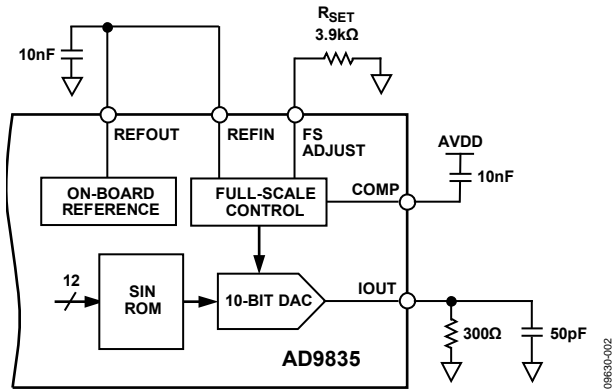 R_SET
3.9kΩ
10nF
REFOUT
REFIN
FS
ADJUST
AVDD
10nF
COMP
ON-BOARD
REFERENCE
FULL-SCALE
CONTROL
12
SIN
ROM
10-BIT DAC
IOUT
300Ω
50pF
AD9835
09630-002